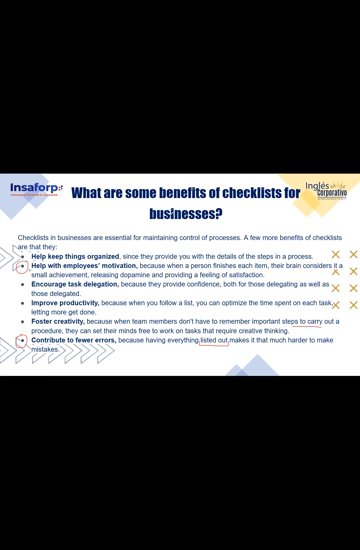 Insaforp
Inglés
Corporativo
What are some benefits of checklists for
businesses?
Checklists in businesses are essential for maintaining control of processes. A few more benefits of checklists
are that they:
● Help keep things organized, since they provide you with the details of the steps in a process.
● Help with employees' motivation, because when a person finishes each item, their brain considers it a
small achievement, releasing dopamine and providing a feeling of satisfaction.
● Encourage task delegation, because they provide confidence, both for those delegating as well as
those delegated.
● Improve productivity, because when you follow a list, you can optimize the time spent on each task,
letting more get done.
● Foster creativity, because when team members don't have to remember important steps to carry out a
procedure, they can set their minds free to work on tasks that require creative thinking.
● Contribute to fewer errors, because having everything listed out makes it that much harder to make
mistakes.